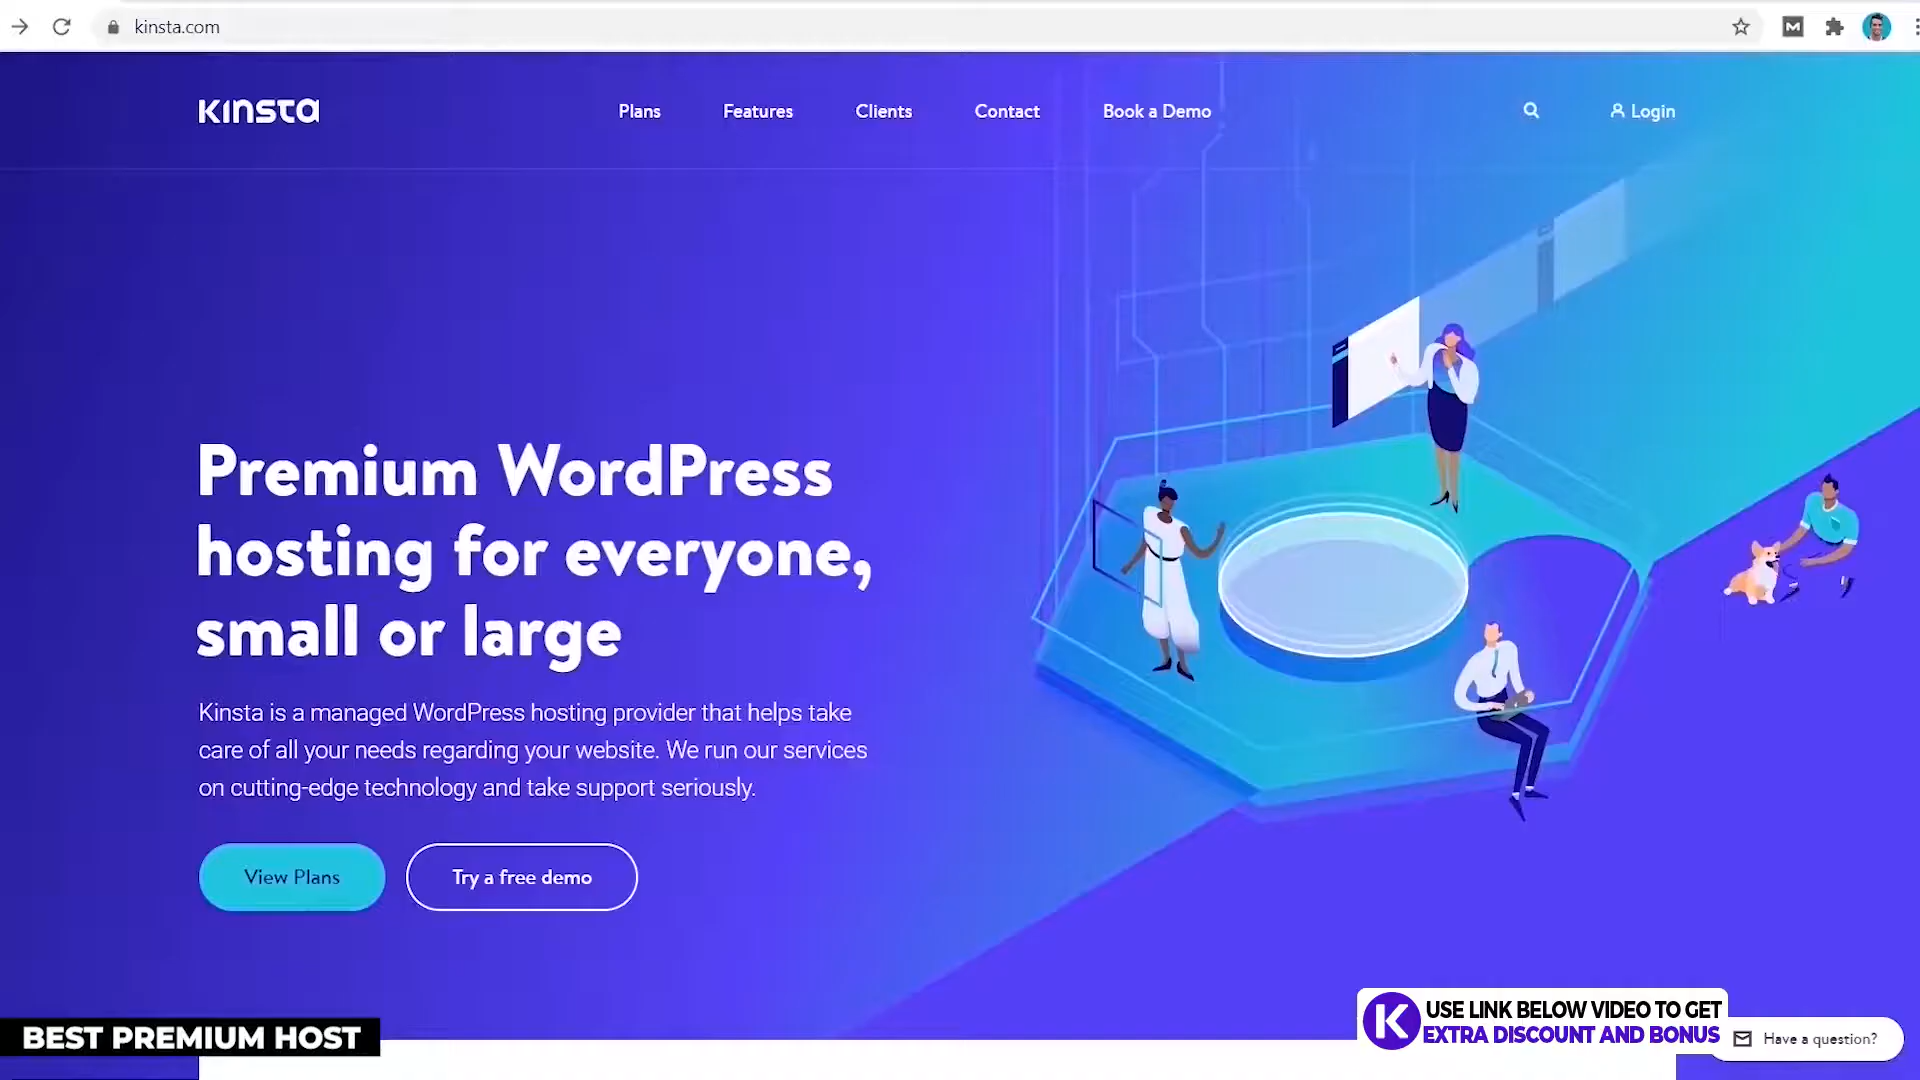 kinsta.com
M
KINSTA
Plans
Features
Clients
Contact
Book a Demo
Login
Premium WordPress
hosting for everyone,
small or large
Kinsta is a managed WordPress hosting provider that helps take
care of all your needs regarding your website. We run our services
on cutting-edge technology and take support seriously.
View Plans
Try a free demo
BEST PREMIUM HOST
K
USE LINK BELOW VIDEO TO GET
EXTRA DISCOUNT AND BONUS
Have a question?